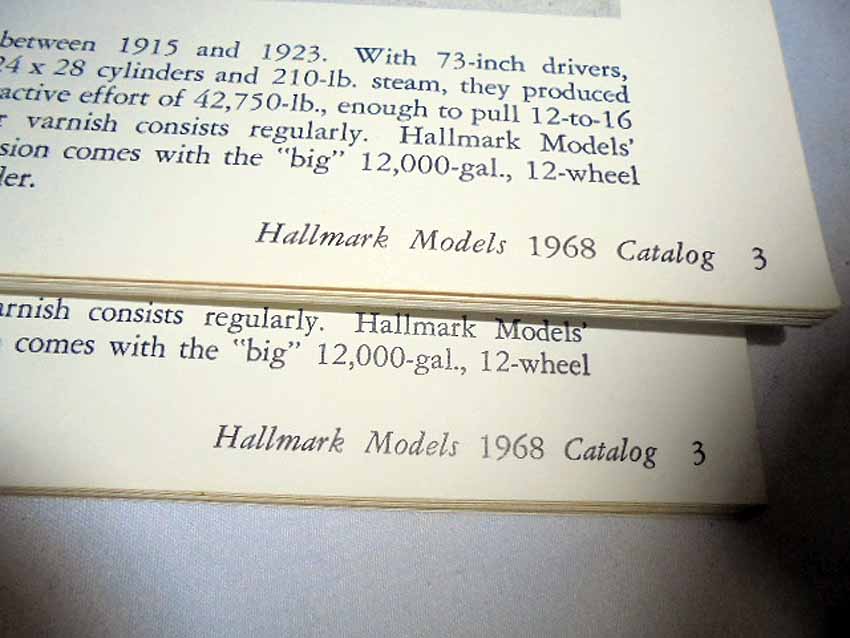 between 1915 and 1923. With 73-inch drivers,
24 x 28 cylinders and 210-lb. steam, they produced
active effort of 42,750-lb., enough to pull 12-to-16
varnish consists regularly. Hallmark Models'
sion comes with the "big" 12,000-gal., 12-wheel
ler.
Hallmark Models 1968 Catalog 3
arnish consists regularly. Hallmark Models'
comes with the "big" 12,000-gal., 12-wheel
Hallmark Models 1968 Catalog 3